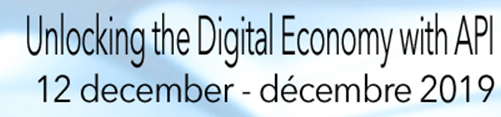 Unlocking the Digital Economy with API
12 december - décembre 2019